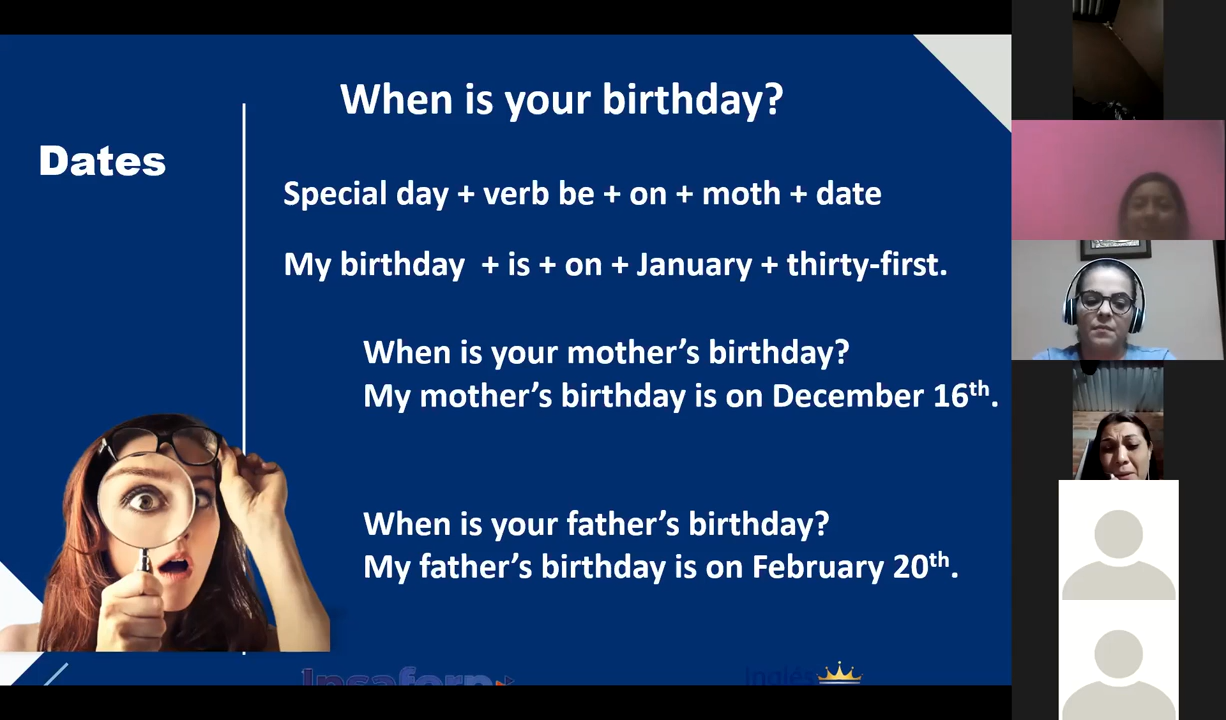 When is your birthday?
Dates
Special day + verb be + on + moth + date
My birthday + is + on + January + thirty-first.
When is your mother's birthday?
My mother's birthday is on December 16th.
When is your father's birthday?
My father's birthday is on February 20th.
Insaforp
Inglés